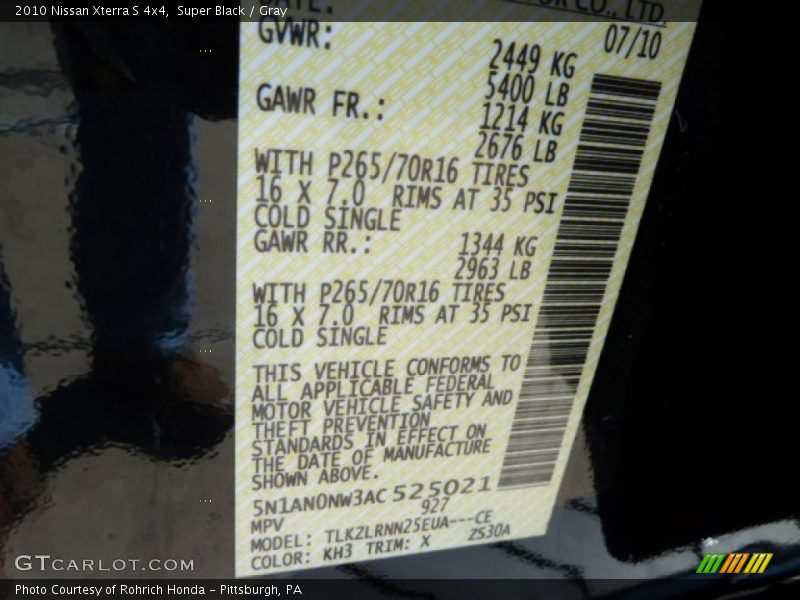 2010 Nissan Xterra S 4x4, Super Black / Gray
CO., LTD.
GVWR: 07/10
2449 KG
5400 LB
GAWR FR.: 1214 KG
2676 LB
WITH P265/70R16 TIRES
16 X 7.0 RIMS AT 35 PSI
COLD SINGLE
GAWR RR.: 1344 KG
2963 LB
WITH P265/70R16 TIRES
16 X 7.0 RIMS AT 35 PSI
COLD SINGLE
THIS VEHICLE CONFORMS TO
ALL APPLICABLE FEDERAL
MOTOR VEHICLE SAFETY AND
THEFT PREVENTION
STANDARDS IN EFFECT ON
THE DATE OF MANUFACTURE
SHOWN ABOVE.
5N1AN0NW3AC 525021
MPV 927
MODEL: TLKZLRNN25EUA---CE
COLOR: KH3 TRIM: X ZS30A
GTCARLOT.COM
Photo Courtesy of Rohrich Honda - Pittsburgh, PA